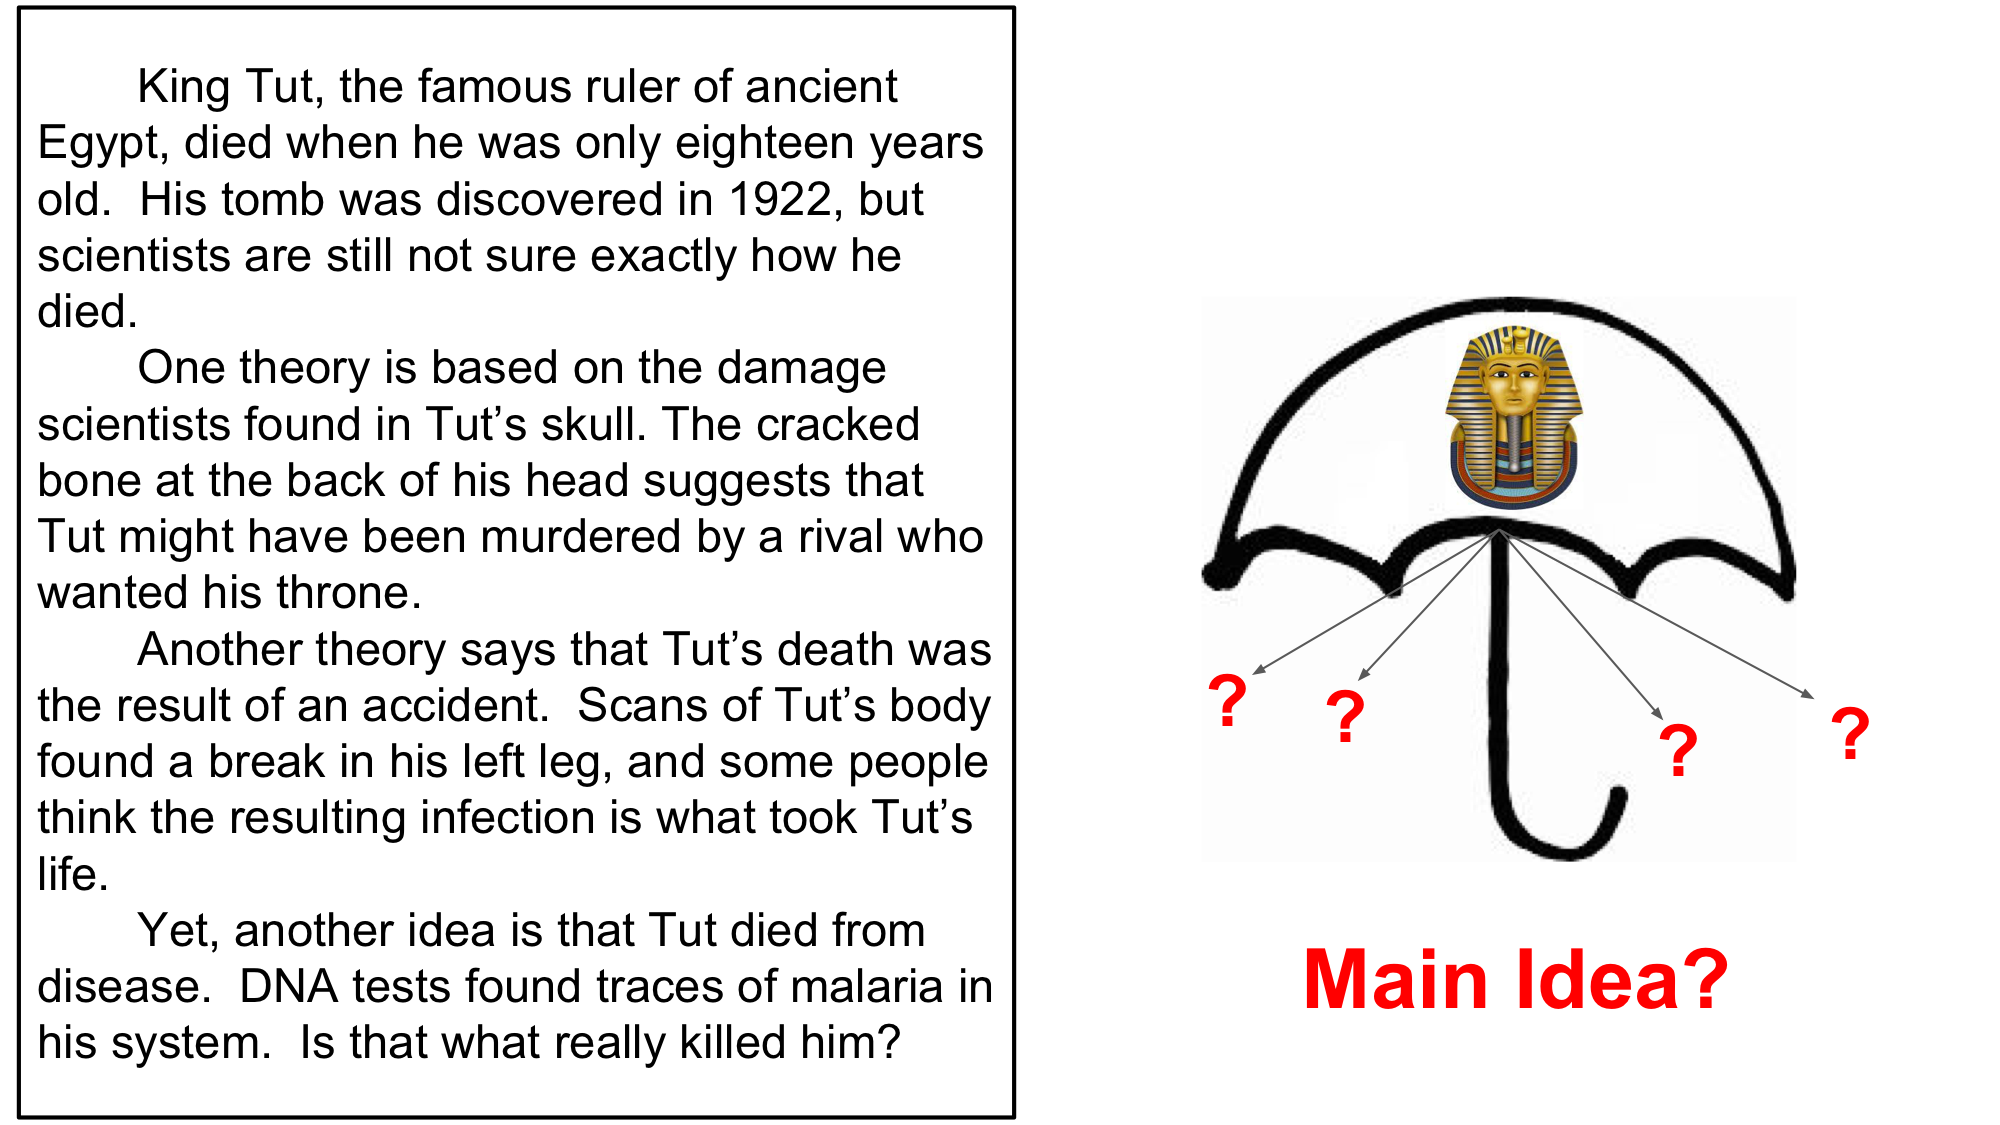 King Tut, the famous ruler of ancient
Egypt, died when he was only eighteen years
old.  His tomb was discovered in 1922, but
scientists are still not sure exactly how he
died.
One theory is based on the damage
scientists found in Tut’s skull. The cracked
bone at the back of his head suggests that
Tut might have been murdered by a rival who
wanted his throne.
Another theory says that Tut’s death was
the result of an accident.  Scans of Tut’s body
found a break in his left leg, and some people
think the resulting infection is what took Tut’s
life.
Yet, another idea is that Tut died from
disease.  DNA tests found traces of malaria in
his system.  Is that what really killed him?
?
?
?
?
Main Idea?